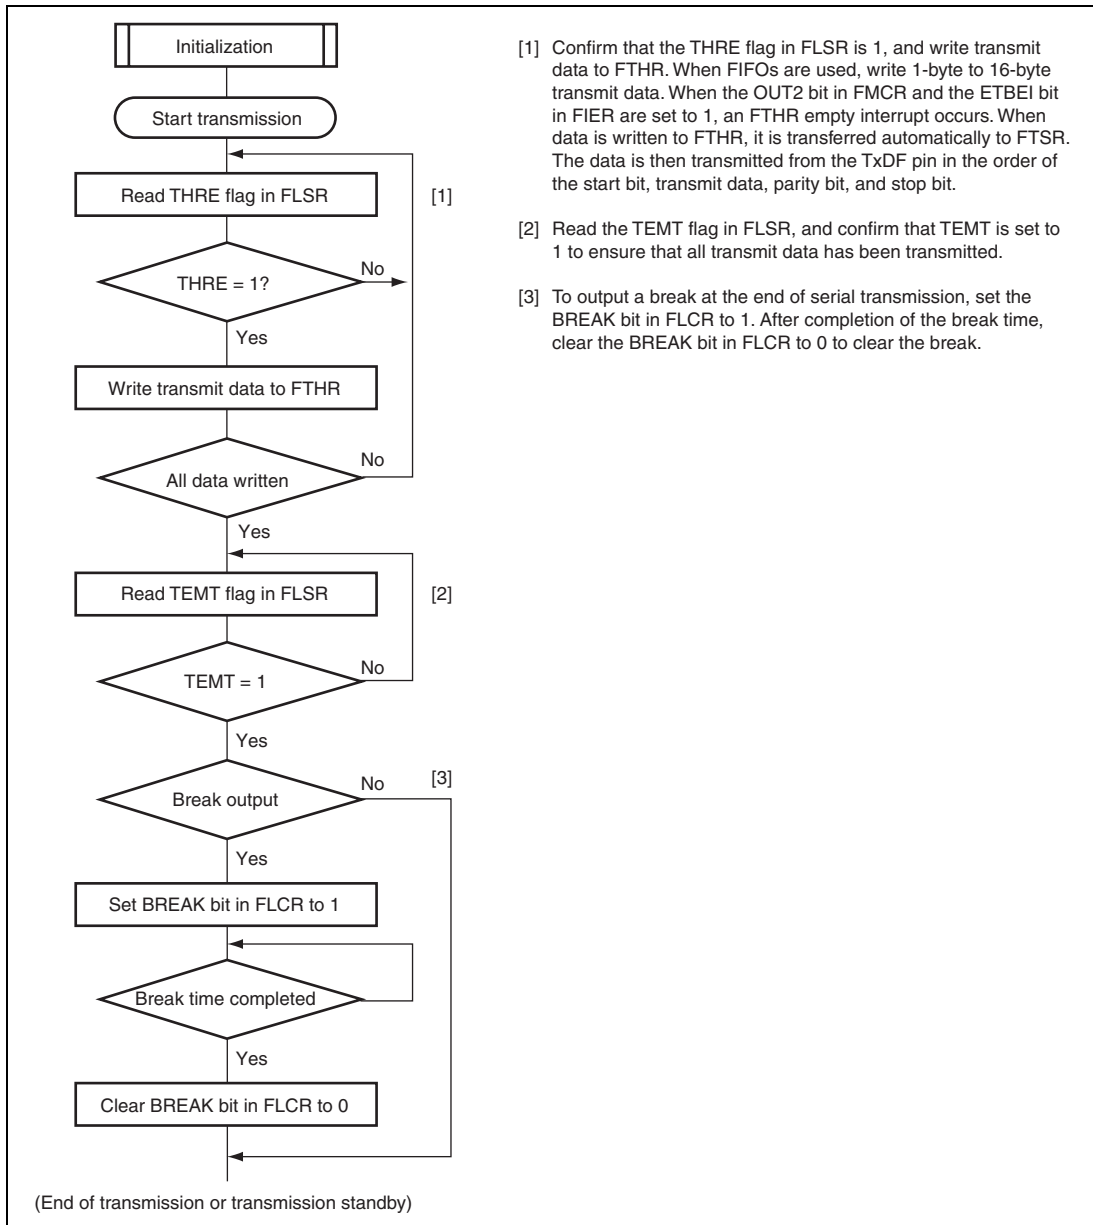 Initialization
Start transmission
Read THRE flag in FLSR
[1]
THRE = 1?
No
Yes
Write transmit data to FTHR
All data written
No
Yes
Read TEMT flag in FLSR
[2]
TEMT = 1
No
Yes
Break output
No
[3]
Yes
Set BREAK bit in FLCR to 1
Break time completed
Yes
Clear BREAK bit in FLCR to 0
(End of transmission or transmission standby)
[1] Confirm that the THRE flag in FLSR is 1, and write transmit
data to FTHR. When FIFOs are used, write 1-byte to 16-byte
transmit data. When the OUT2 bit in FMCR and the ETBEI bit
in FIER are set to 1, an FTHR empty interrupt occurs. When
data is written to FTHR, it is transferred automatically to FTSR.
The data is then transmitted from the TxDF pin in the order of
the start bit, transmit data, parity bit, and stop bit.
[2] Read the TEMT flag in FLSR, and confirm that TEMT is set to
1 to ensure that all transmit data has been transmitted.
[3] To output a break at the end of serial transmission, set the
BREAK bit in FLCR to 1. After completion of the break time,
clear the BREAK bit in FLCR to 0 to clear the break.